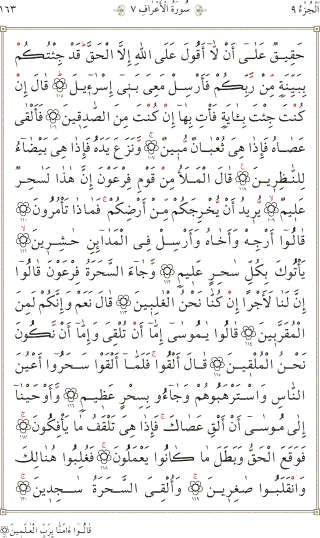 الجزء ٩ سورة الأعراف ٧ ١٦٣
حَقِيقٌ عَلَىٰٓ أَن لَّآ أَقُولَ عَلَى ٱللَّهِ إِلَّا ٱلْحَقَّ ۚ قَدْ جِئْتُكُم
بِبَيِّنَةٍ مِّن رَّبِّكُمْ فَأَرْسِلْ مَعِىَ بَنِىٓ إِسْرَٰٓءِيلَ ١٠٥ قَالَ إِن
كُنتَ جِئْتَ بِـَٔايَةٍ فَأْتِ بِهَآ إِن كُنتَ مِنَ ٱلصَّـٰدِقِينَ ١٠٦ فَأَلْقَىٰ
عَصَاهُ فَإِذَا هِىَ ثُعْبَانٌ مُّبِينٌ ١٠٧ وَنَزَعَ يَدَهُۥ فَإِذَا هِىَ بَيْضَآءُ
لِلنَّـٰظِرِينَ ١٠٨ قَالَ ٱلْمَلَأُ مِن قَوْمِ فِرْعَوْنَ إِنَّ هَـٰذَا لَسَـٰحِرٌ
عَلِيمٌ ١٠٩ يُرِيدُ أَن يُخْرِجَكُم مِّنْ أَرْضِكُمْ ۖ فَمَاذَا تَأْمُرُونَ ١١٠
قَالُوٓا۟ أَرْجِهْ وَأَخَاهُ وَأَرْسِلْ فِى ٱلْمَدَآئِنِ حَـٰشِرِينَ ١١١
يَأْتُوكَ بِكُلِّ سَـٰحِرٍ عَلِيمٍ ١١٢ وَجَآءَ ٱلسَّحَرَةُ فِرْعَوْنَ قَالُوٓا۟
إِنَّ لَنَا لَأَجْرًا إِن كُنَّا نَحْنُ ٱلْغَـٰلِبِينَ ١١٣ قَالَ نَعَمْ وَإِنَّكُمْ لَمِنَ
ٱلْمُقَرَّبِينَ ١١٤ قَالُوا۟ يَـٰمُوسَىٰٓ إِمَّآ أَن تُلْقِىَ وَإِمَّآ أَن نَّكُونَ
نَحْنُ ٱلْمُلْقِينَ ١١٥ قَالَ أَلْقُوا۟ ۖ فَلَمَّآ أَلْقَوْا۟ سَحَرُوٓا۟ أَعْيُنَ
ٱلنَّاسِ وَٱسْتَرْهَبُوهُمْ وَجَآءُو بِسِحْرٍ عَظِيمٍ ١١٦ وَأَوْحَيْنَآ
إِلَىٰ مُوسَىٰٓ أَنْ أَلْقِ عَصَاكَ ۖ فَإِذَا هِىَ تَلْقَفُ مَا يَأْفِكُونَ ١١٧
فَوَقَعَ ٱلْحَقُّ وَبَطَلَ مَا كَانُوا۟ يَعْمَلُونَ ١١٨ فَغُلِبُوا۟ هُنَالِكَ
وَٱنقَلَبُوا۟ صَـٰغِرِينَ ١١٩ وَأُلْقِىَ ٱلسَّحَرَةُ سَـٰجِدِينَ ١٢٠
قَالُوٓا۟ ءَامَنَّا بِرَبِّ ٱلْعَـٰلَمِينَ